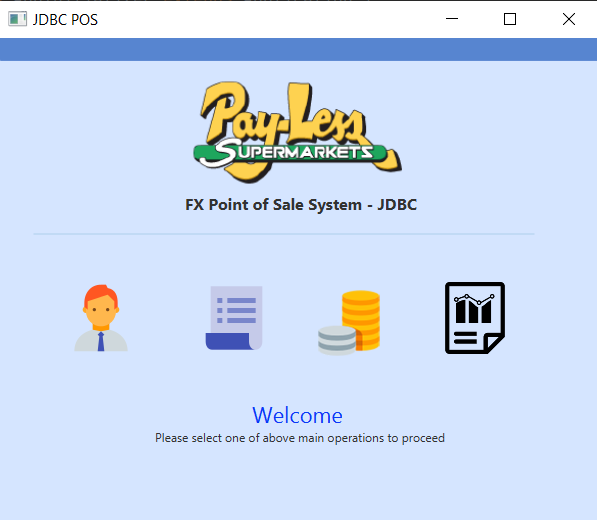 JDBC POS
Pay-Less
SUPERMARKETS
FX Point of Sale System - JDBC
Welcome
Please select one of above main operations to proceed